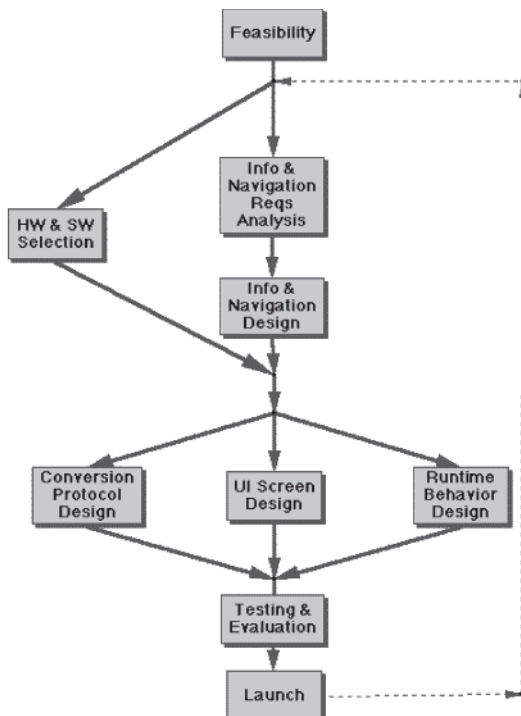 Feasibility
Info &
Navigation
Reqs
Analysis
HW & SW
Selection
Info &
Navigation
Design
Conversion
Protocol
Design
UI Screen
Design
Runtime
Behavior
Design
Testing &
Evaluation
Launch